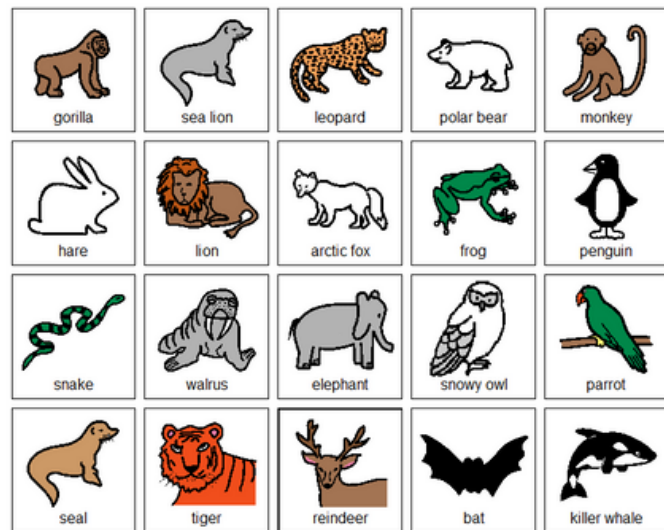 gorilla
sea lion
leopard
polar bear
monkey
hare
lion
arctic fox
frog
penguin
snake
walrus
elephant
snowy owl
parrot
seal
tiger
reindeer
bat
killer whale